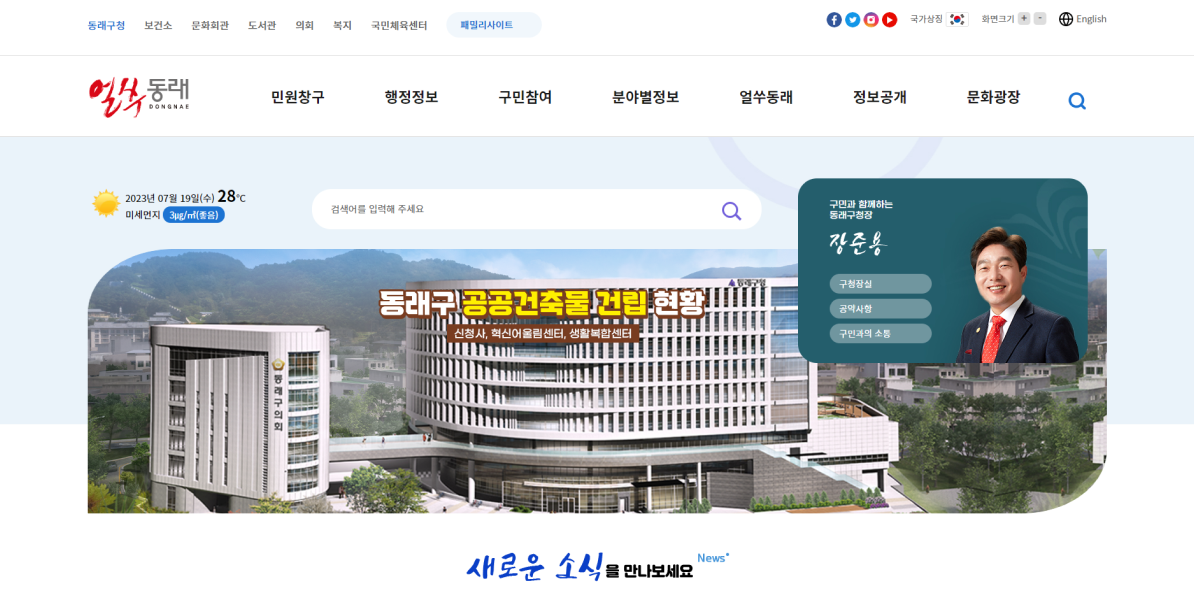 동래구청 보건소 문화회관 도서관 의회 복지 국민체육센터 패밀리사이트
국가상징 화면크기 + - English
얼쑤 동래
DONGNAE
민원창구 행정정보 구민참여 분야별정보 얼쑤동래 정보공개 문화광장
2023년 07월 19일(수) 28℃
미세먼지 3㎍/㎥(좋음)
검색어를 입력해 주세요
구민과 함께하는
동래구청장
장준용
구청장실
공약사항
구민과의 소통
동래구청
동래구 공공건축물 건립 현황
신청사, 혁신어울림센터, 생활복합센터
동래구의회
새로운 소식을 만나보세요 News